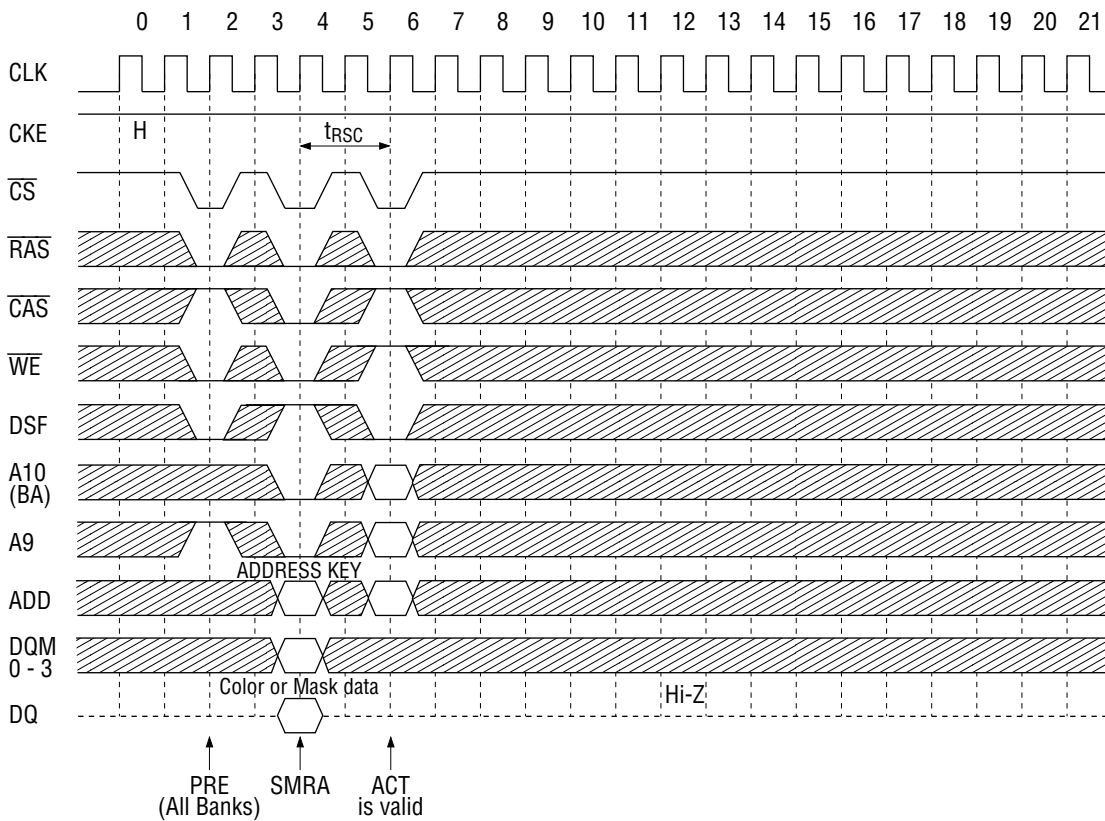 0 1 2 3 4 5 6 7 8 9 10 11 12 13 14 15 16 17 18 19 20 21
CLK
CKE
H
tRSC
CS
RAS
CAS
WE
DSF
A10
(BA)
A9
ADDRESS KEY
ADD
DQM
0 - 3
Color or Mask data
Hi-Z
DQ
PRE
(All Banks)
SMRA
ACT
is valid